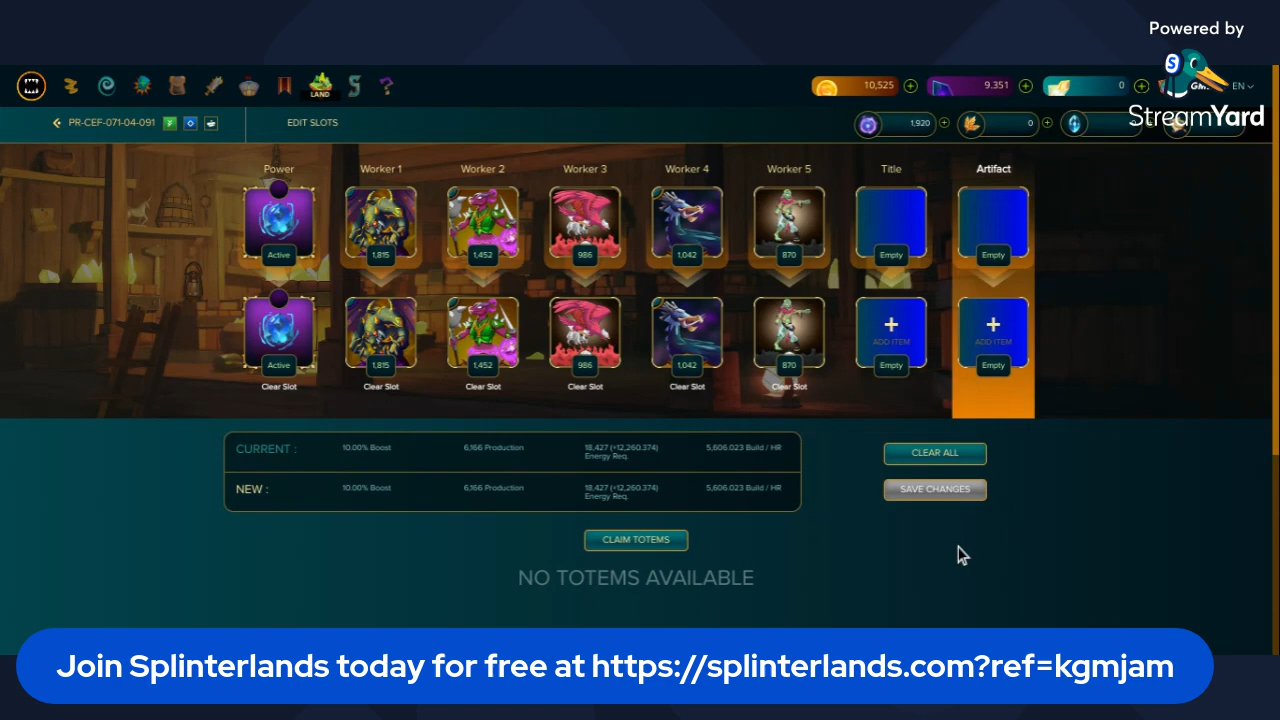 Powered by
StreamYard
LAND
10,525
9.351
0
GM
EN
PR-CEF-071-04-091
EDIT SLOTS
1,920
0
Power
Worker 1
Worker 2
Worker 3
Worker 4
Worker 5
Title
Artifact
Active
1,815
1,452
986
1,042
870
Empty
Empty
ADD ITEM
ADD ITEM
Active
1,815
1,452
986
1,042
870
Empty
Empty
Clear Slot
Clear Slot
Clear Slot
Clear Slot
Clear Slot
Clear Slot
CURRENT :
10.00% Boost
6,166 Production
18,427 (+12,260.374)
Energy Req.
5,606.023 Build / HR
CLEAR ALL
NEW :
10.00% Boost
6,166 Production
18,427 (+12,260.374)
Energy Req.
5,606.023 Build / HR
SAVE CHANGES
CLAIM TOTEMS
NO TOTEMS AVAILABLE
Join Splinterlands today for free at https://splinterlands.com?ref=kgmjam